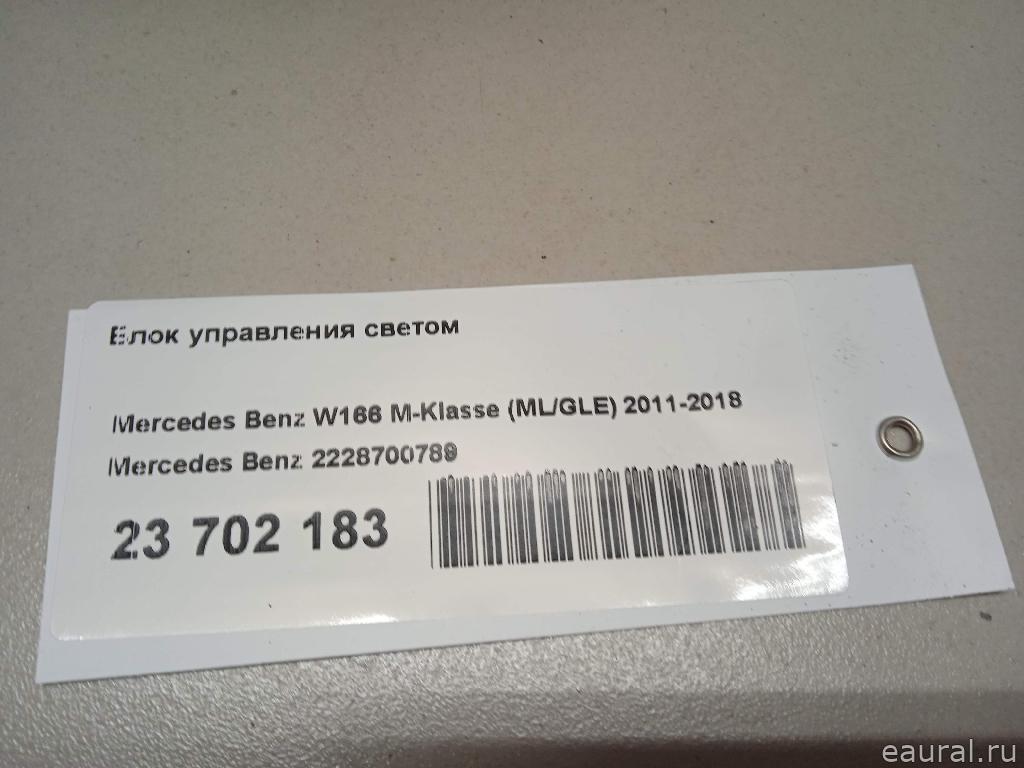 Блок управления светом
Mercedes Benz W166 M-Klasse (ML/GLE) 2011-2018
Mercedes Benz 2228700789
23 702 183
eaural.ru